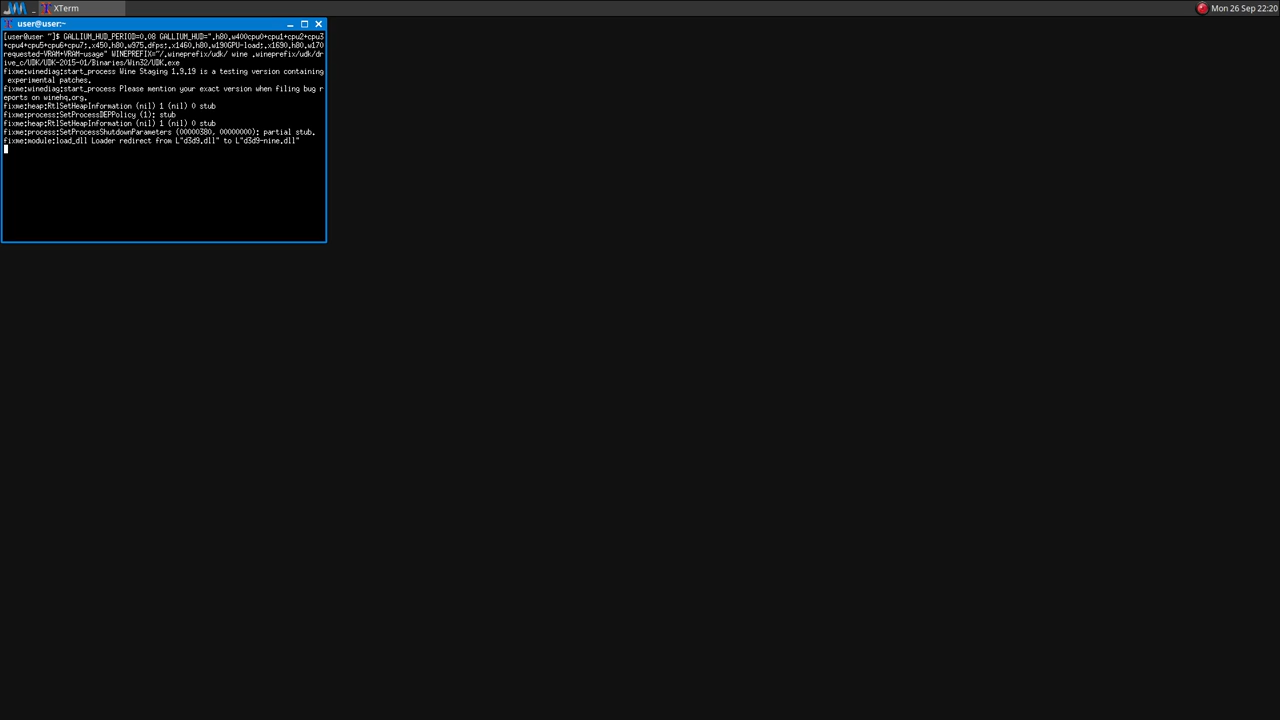 XTerm
Mon 26 Sep 22:20
user@user:~
[user@user ~]$ GALLIUM_HUD_PERIOD=0.08 GALLIUM_HUD=".h80.w400cpu0+cpu1+cpu2+cpu3
+cpu4+cpu5+cpu6+cpu7;.x450.h80.w975.dfps;.x1460.h80.w190GPU-load;.x1690.h80.w170
requested-VRAM+VRAM-usage" WINEPREFIX="/.wineprefix/udk/ wine .wineprefix/udk/dr
ive_c/UDK/UDK-2015-01/Binaries/Win32/UDK.exe
fixme:winediag:start_process Wine Staging 1.9.19 is a testing version containing
experimental patches.
fixme:winediag:start_process Please mention your exact version when filing bug r
eports on winehq.org.
fixme:heap:RtlSetHeapInformation (nil) 1 (nil) 0 stub
fixme:process:SetProcessDEPPolicy (1): stub
fixme:heap:RtlSetHeapInformation (nil) 1 (nil) 0 stub
fixme:process:SetProcessShutdownParameters (00000380, 00000000): partial stub.
fixme:module:load_dll Loader redirect from L"d3d9.dll" to L"d3d9-nine.dll"